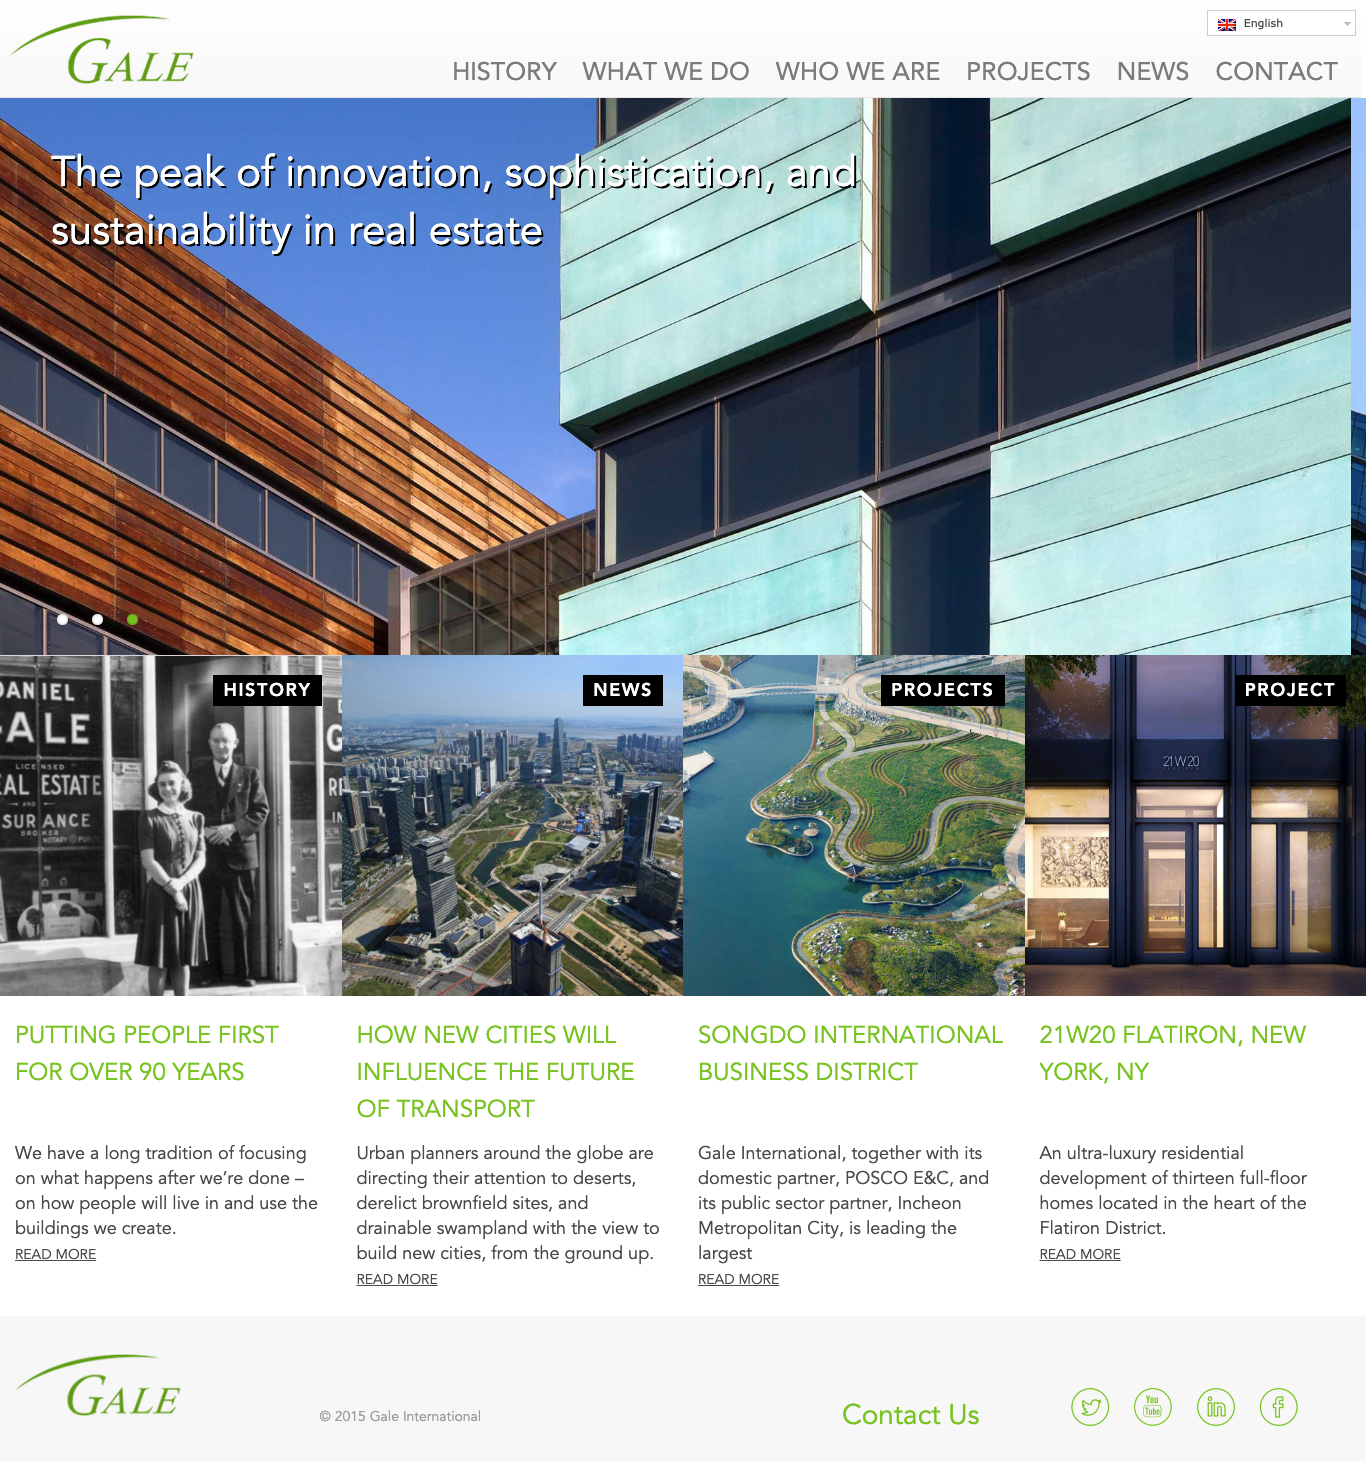 GALE
English
HISTORY WHAT WE DO WHO WE ARE PROJECTS NEWS CONTACT
The peak of innovation, sophistication, and
sustainability in real estate
DANIEL
GALE
LICENSED
REAL ESTATE
AND
INSURANCE
BROKER
NOTARY
HISTORY
NEWS
PROJECTS
PROJECT
21W20
FLATIRON
PUTTING PEOPLE FIRST
FOR OVER 90 YEARS
We have a long tradition of focusing
on what happens after we’re done –
on how people will live in and use the
buildings we create.
READ MORE
HOW NEW CITIES WILL
INFLUENCE THE FUTURE
OF TRANSPORT
Urban planners around the globe are
directing their attention to deserts,
derelict brownfield sites, and
drainable swampland with the view to
build new cities, from the ground up.
READ MORE
SONGDO INTERNATIONAL
BUSINESS DISTRICT
Gale International, together with its
domestic partner, POSCO E&C, and
its public sector partner, Incheon
Metropolitan City, is leading the
largest
READ MORE
21W20 FLATIRON, NEW
YORK, NY
An ultra-luxury residential
development of thirteen full-floor
homes located in the heart of the
Flatiron District.
READ MORE
GALE
© 2015 Gale International
Contact Us
You
Tube
in
f